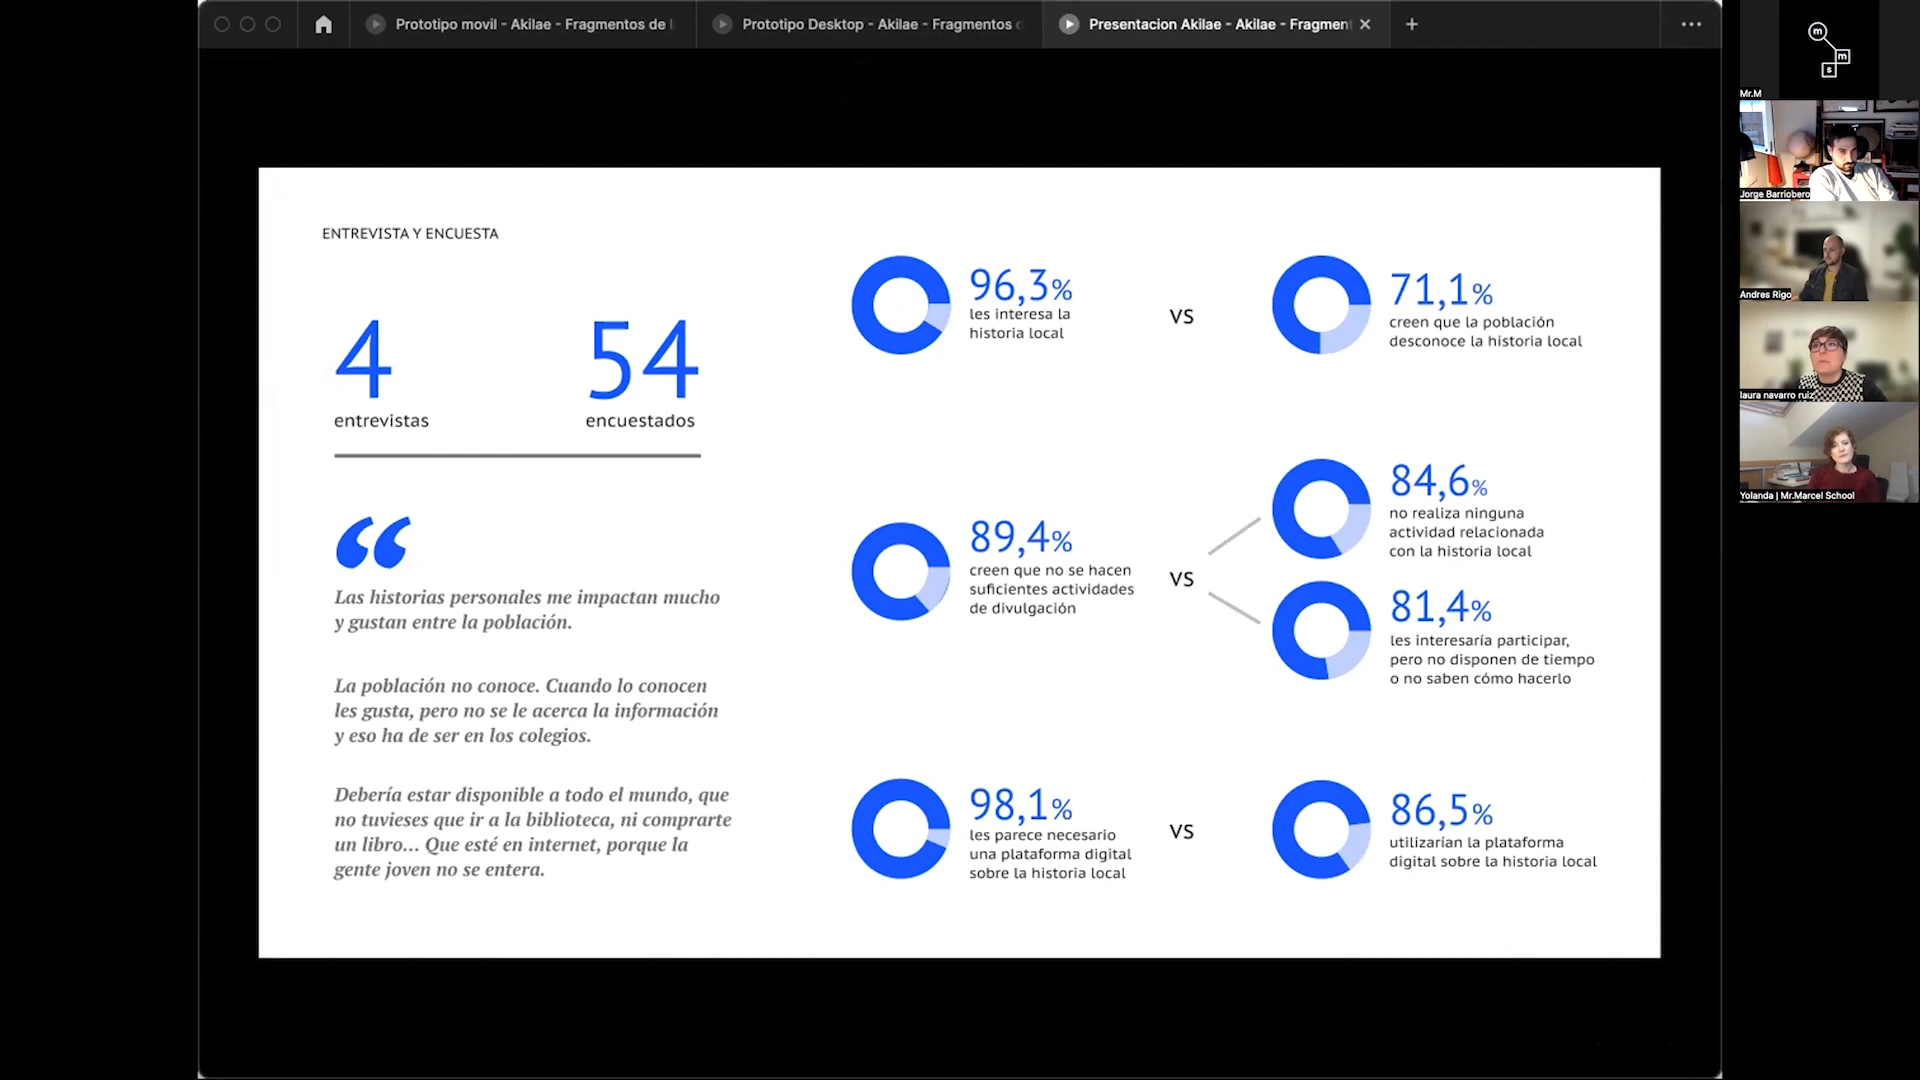 Prototipo movil - Akilae - Fragmentos de l
Prototipo Desktop - Akilae - Fragmentos
Presentacion Akilae - Akilae - Fragmen
ENTREVISTA Y ENCUESTA
4
entrevistas
54
encuestados
“
Las historias personales me impactan mucho
y gustan entre la población.
La población no conoce. Cuando lo conocen
les gusta, pero no se le acerca la información
y eso ha de ser en los colegios.
Debería estar disponible a todo el mundo, que
no tuvieses que ir a la biblioteca, ni comprarte
un libro... Que esté en internet, porque la
gente joven no se entera.
96,3%
les interesa la
historia local
VS
71,1%
creen que la población
desconoce la historia local
89,4%
creen que no se hacen
suficientes actividades
de divulgación
VS
84,6%
no realiza ninguna
actividad relacionada
con la historia local
81,4%
les interesaría participar,
pero no disponen de tiempo
o no saben cómo hacerlo
98,1%
les parece necesario
una plataforma digital
sobre la historia local
VS
86,5%
utilizarían la plataforma
digital sobre la historia local
m
m
s
Mr.M
Jorge Barriobero
Andres Rigo
laura navarro ruiz
Yolanda | Mr.Marcel School